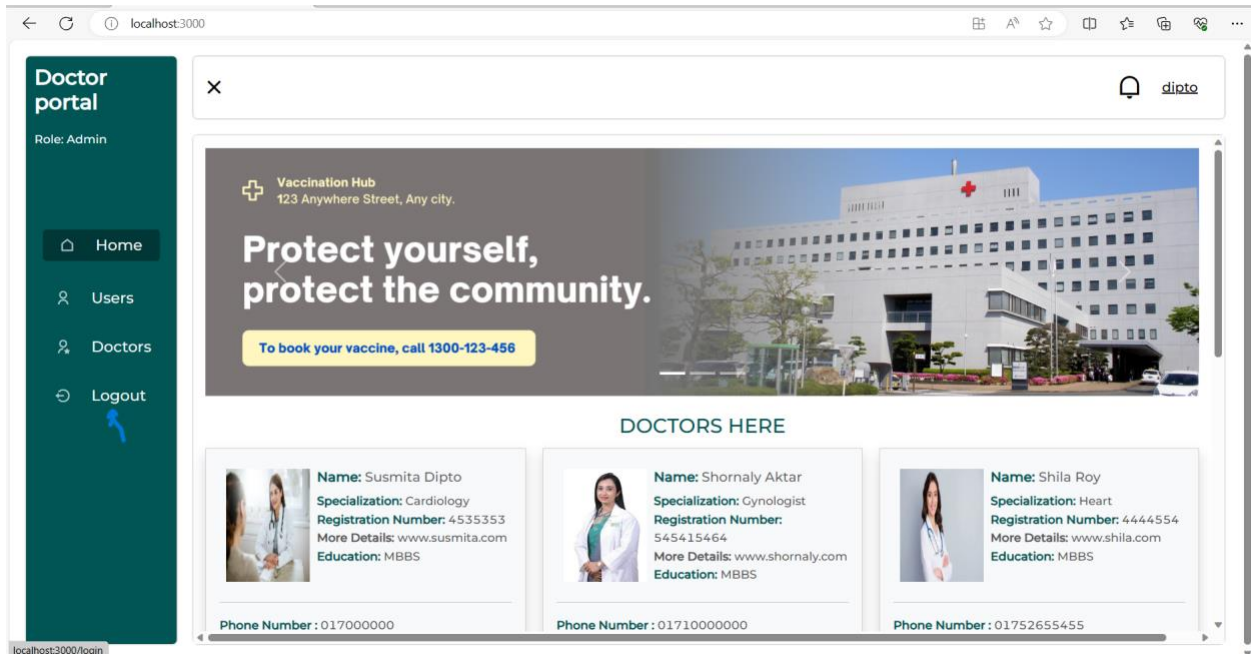 localhost:3000
Doctor
portal
Role: Admin
Home
Users
Doctors
Logout
dipto
Vaccination Hub
123 Anywhere Street, Any city.
Protect yourself,
protect the community.
To book your vaccine, call 1300-123-456
DOCTORS HERE
Name: Susmita Dipto
Specialization: Cardiology
Registration Number: 4535353
More Details: www.susmita.com
Education: MBBS
Phone Number : 017000000
Name: Shornaly Aktar
Specialization: Gynologist
Registration Number:
545415464
More Details: www.shornaly.com
Education: MBBS
Phone Number : 01710000000
Name: Shila Roy
Specialization: Heart
Registration Number: 4444554
More Details: www.shila.com
Education: MBBS
Phone Number : 01752655455
localhost:3000/login